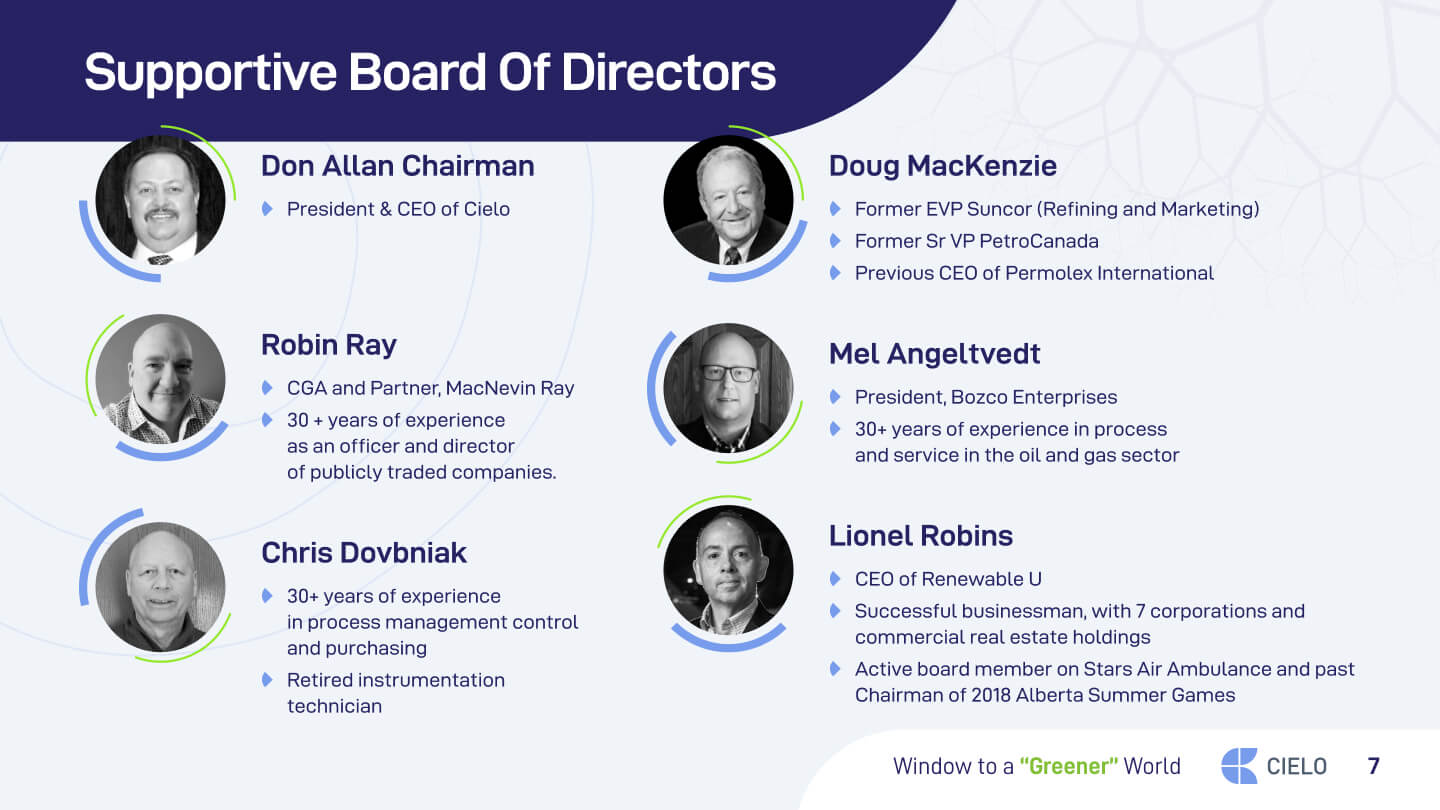 Supportive Board Of Directors
Don Allan Chairman
President & CEO of Cielo
Robin Ray
CGA and Partner, MacNevin Ray
30 + years of experience
as an officer and director
of publicly traded companies.
Chris Dovbniak
30+ years of experience
in process management control
and purchasing
Retired instrumentation
technician
Doug MacKenzie
Former EVP Suncor (Refining and Marketing)
Former Sr VP PetroCanada
Previous CEO of Permolex International
Mel Angeltvedt
President, Bozco Enterprises
30+ years of experience in process
and service in the oil and gas sector
Lionel Robins
CEO of Renewable U
Successful businessman, with 7 corporations and
commercial real estate holdings
Active board member on Stars Air Ambulance and past
Chairman of 2018 Alberta Summer Games
Window to a “Greener” World
CIELO
7